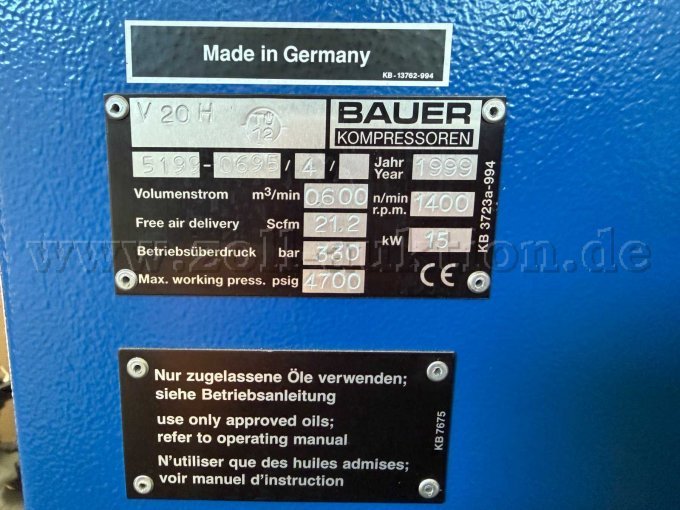 Made in Germany
KB-13762-994
V 20 H
TÜ
12
BAUER
KOMPRESSOREN
5199-0695/4/
Jahr
Year
1999
Volumenstrom m³/min 0.600 n/min
r.p.m. 1400
Free air delivery Scfm 21.2
kW 15
Betriebsüberdruck bar 330
Max. working press. psig 4700
CE
KB 3723a-994
www.zoll-auktion.de
Nur zugelassene Öle verwenden;
siehe Betriebsanleitung
use only approved oils;
refer to operating manual
N'utiliser que des huiles admises;
voir manuel d'instruction
KB7675